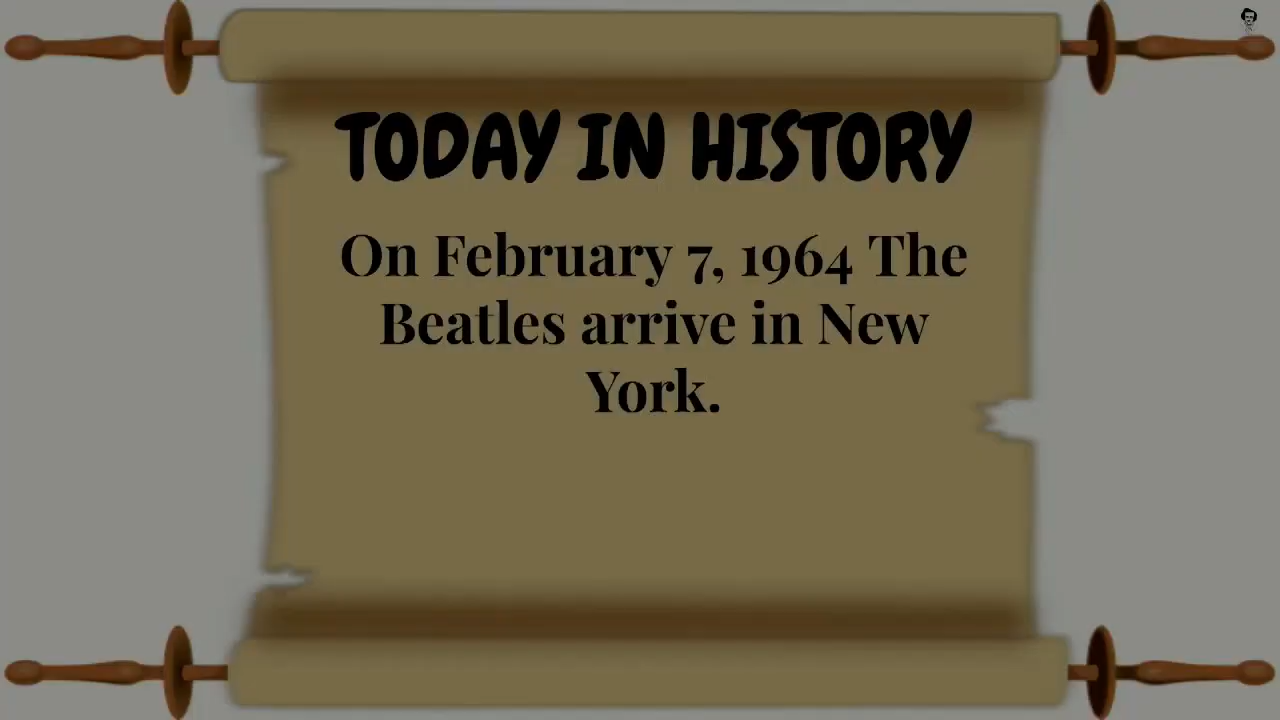 TODAY IN HISTORY
On February 7, 1964 The
Beatles arrive in New
York.